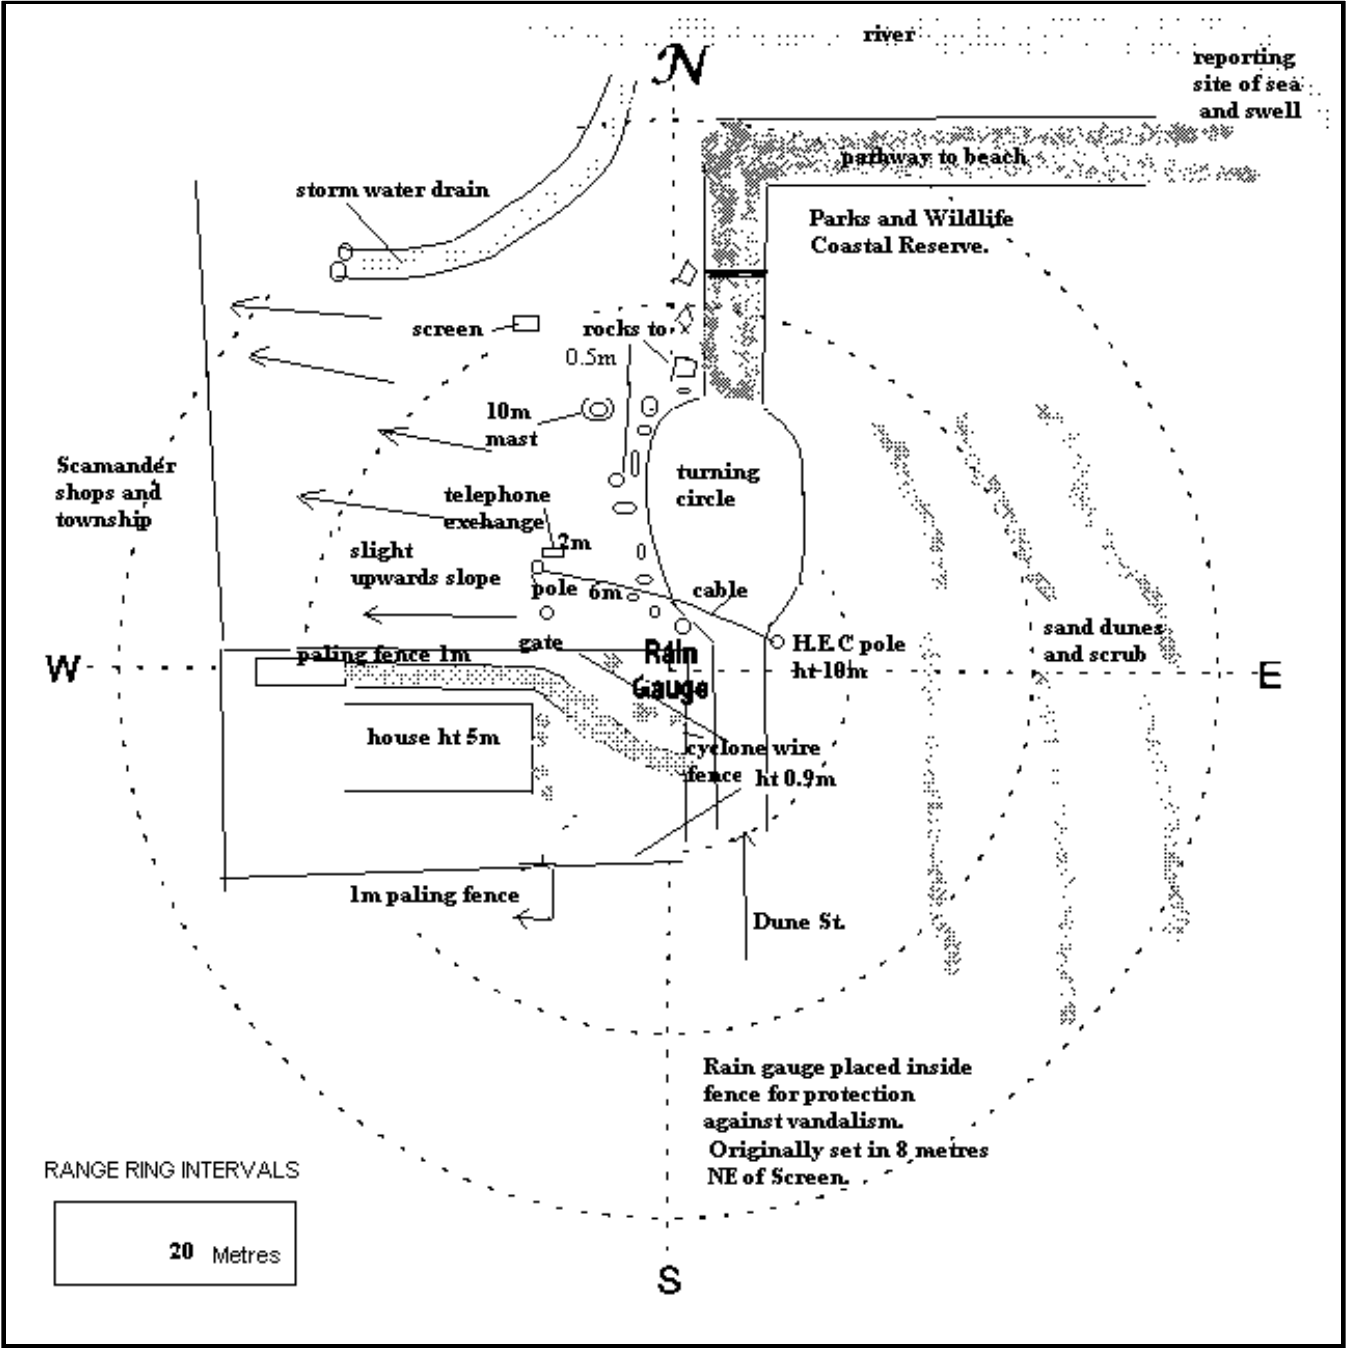 river
N
reporting
site of sea
and swell
pathway to beach
storm water drain
Parks and Wildlife
Coastal Reserve.
screen
rocks to
0.5m
10m
mast
Scamander
shops and
township
turning
circle
telephone
exehange
2m
slight
upwards slope
pole 6m
cable
gate
H.E.C pole
ht 10m
sand dunes
and scrub
Rain
Gauge
paling fence 1m
W
E
house ht 5m
cyclone wire
fence ht 0.9m
1m paling fence
Dune St.
Rain gauge placed inside
fence for protection
against vandalism.
Originally set in 8 metres
NE of Screen.
RANGE RING INTERVALS
20 Metres
S